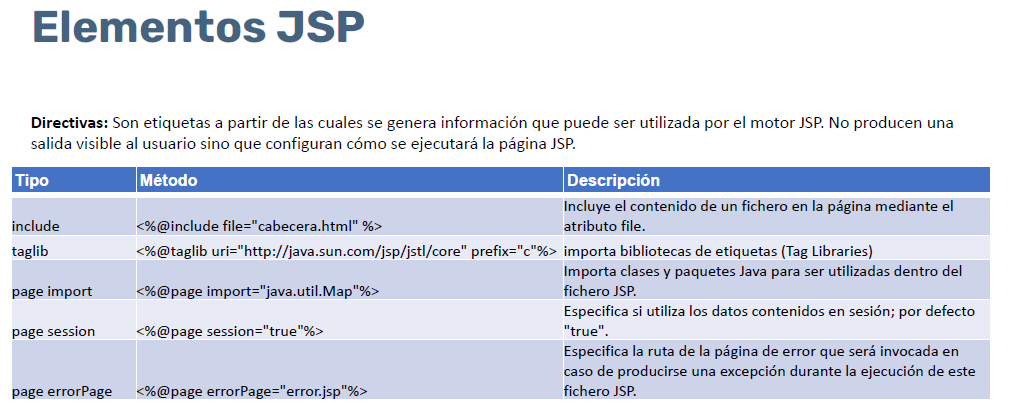 Elementos JSP
Directivas: Son etiquetas a partir de las cuales se genera información que puede ser utilizada por el motor JSP. No producen una
salida visible al usuario sino que configuran cómo se ejecutará la página JSP.
Tipo Método Descripción
include <%@include file="cabecera.html" %> Incluye el contenido de un fichero en la página mediante el
atributo file.
taglib <%@taglib uri="http://java.sun.com/jsp/jstl/core" prefix="c"%> importa bibliotecas de etiquetas (Tag Libraries)
page import <%@page import="java.util.Map"%> Importa clases y paquetes Java para ser utilizadas dentro del
fichero JSP.
page session <%@page session="true"%> Especifica si utiliza los datos contenidos en sesión; por defecto
"true".
page errorPage <%@page errorPage="error.jsp"%> Especifica la ruta de la página de error que será invocada en
caso de producirse una excepción durante la ejecución de este
fichero JSP.